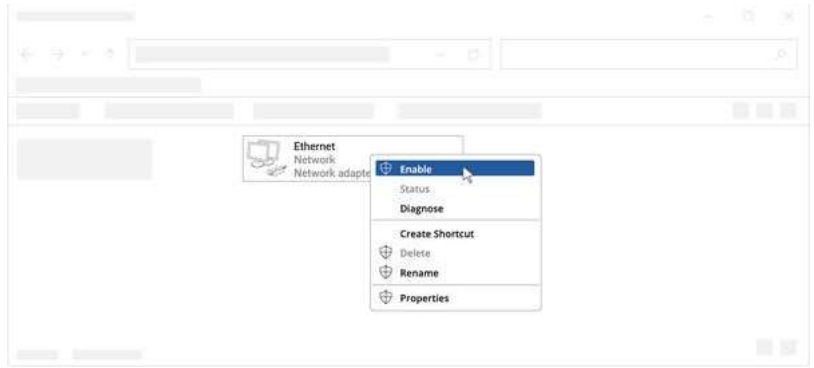 Ethernet
Network
Network adapte
Enable
Status
Diagnose
Create Shortcut
Delete
Rename
Properties